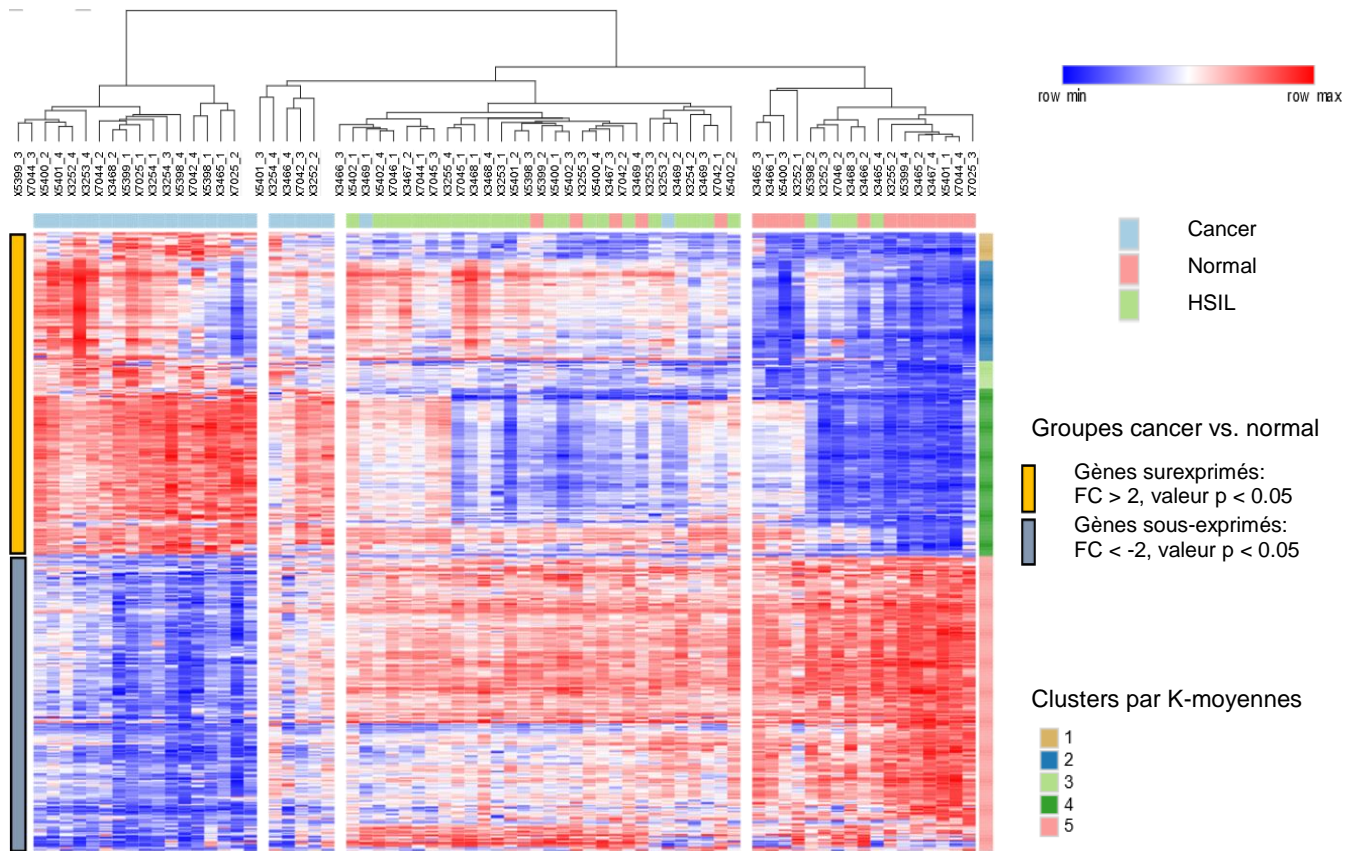 row min
row max
X5399_3
X7044_3
X5400_2
X5401_4
X3252_4
X3253_4
X7044_2
X3468_2
X5399_1
X7025_1
X3254_1
X3254_3
X5398_4
X7042_4
X5398_1
X3465_1
X7025_2
X5401_3
X3254_4
X3466_4
X7042_3
X3252_2
X3466_3
X5402_1
X3469_1
X5402_4
X7046_1
X3467_2
X7044_1
X7045_3
X3255_4
X7045_1
X3468_1
X3468_4
X3253_1
X5401_2
X5398_3
X5399_2
X5400_1
X5402_3
X3255_3
X5400_4
X3467_3
X7042_2
X3469_4
X3253_3
X3253_2
X3469_2
X3254_2
X3469_3
X7042_1
X5402_2
X3465_3
X3466_1
X5400_3
X3252_1
X5398_2
X3252_3
X7046_2
X3468_3
X3466_2
X3465_4
X3255_2
X5399_4
X3465_2
X3467_4
X5401_1
X7044_4
X7025_3
Cancer
Normal
HSIL
Groupes cancer vs. normal
Gènes surexprimés:
FC > 2, valeur p < 0.05
Gènes sous-exprimés:
FC < -2, valeur p < 0.05
Clusters par K-moyennes
1
2
3
4
5